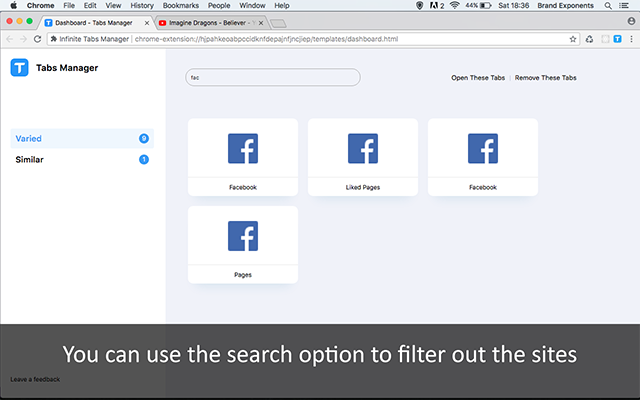 Chrome File Edit View History Bookmarks People Window Help 2 44% Sat 18:36 Brand Exponents
Dashboard - Tabs Manager Imagine Dragons - Believer -
Infinite Tabs Manager chrome-extension://hjpahkeoabpccidknfdepajnfjncjiep/templates/dashboard.html
T Tabs Manager
fac
Open These Tabs Remove These Tabs
Varied 9
Similar 1
Facebook Liked Pages Facebook
Pages
You can use the search option to filter out the sites
Leave a feedback